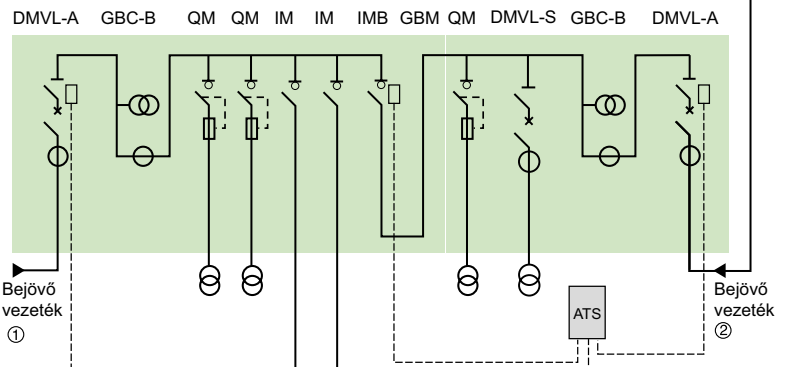 DMVL-A GBC-B QM QM IM IM IMB GBM QM DMVL-S GBC-B DMVL-A
Bejövő
vezeték
①
ATS
Bejövő
vezeték
②